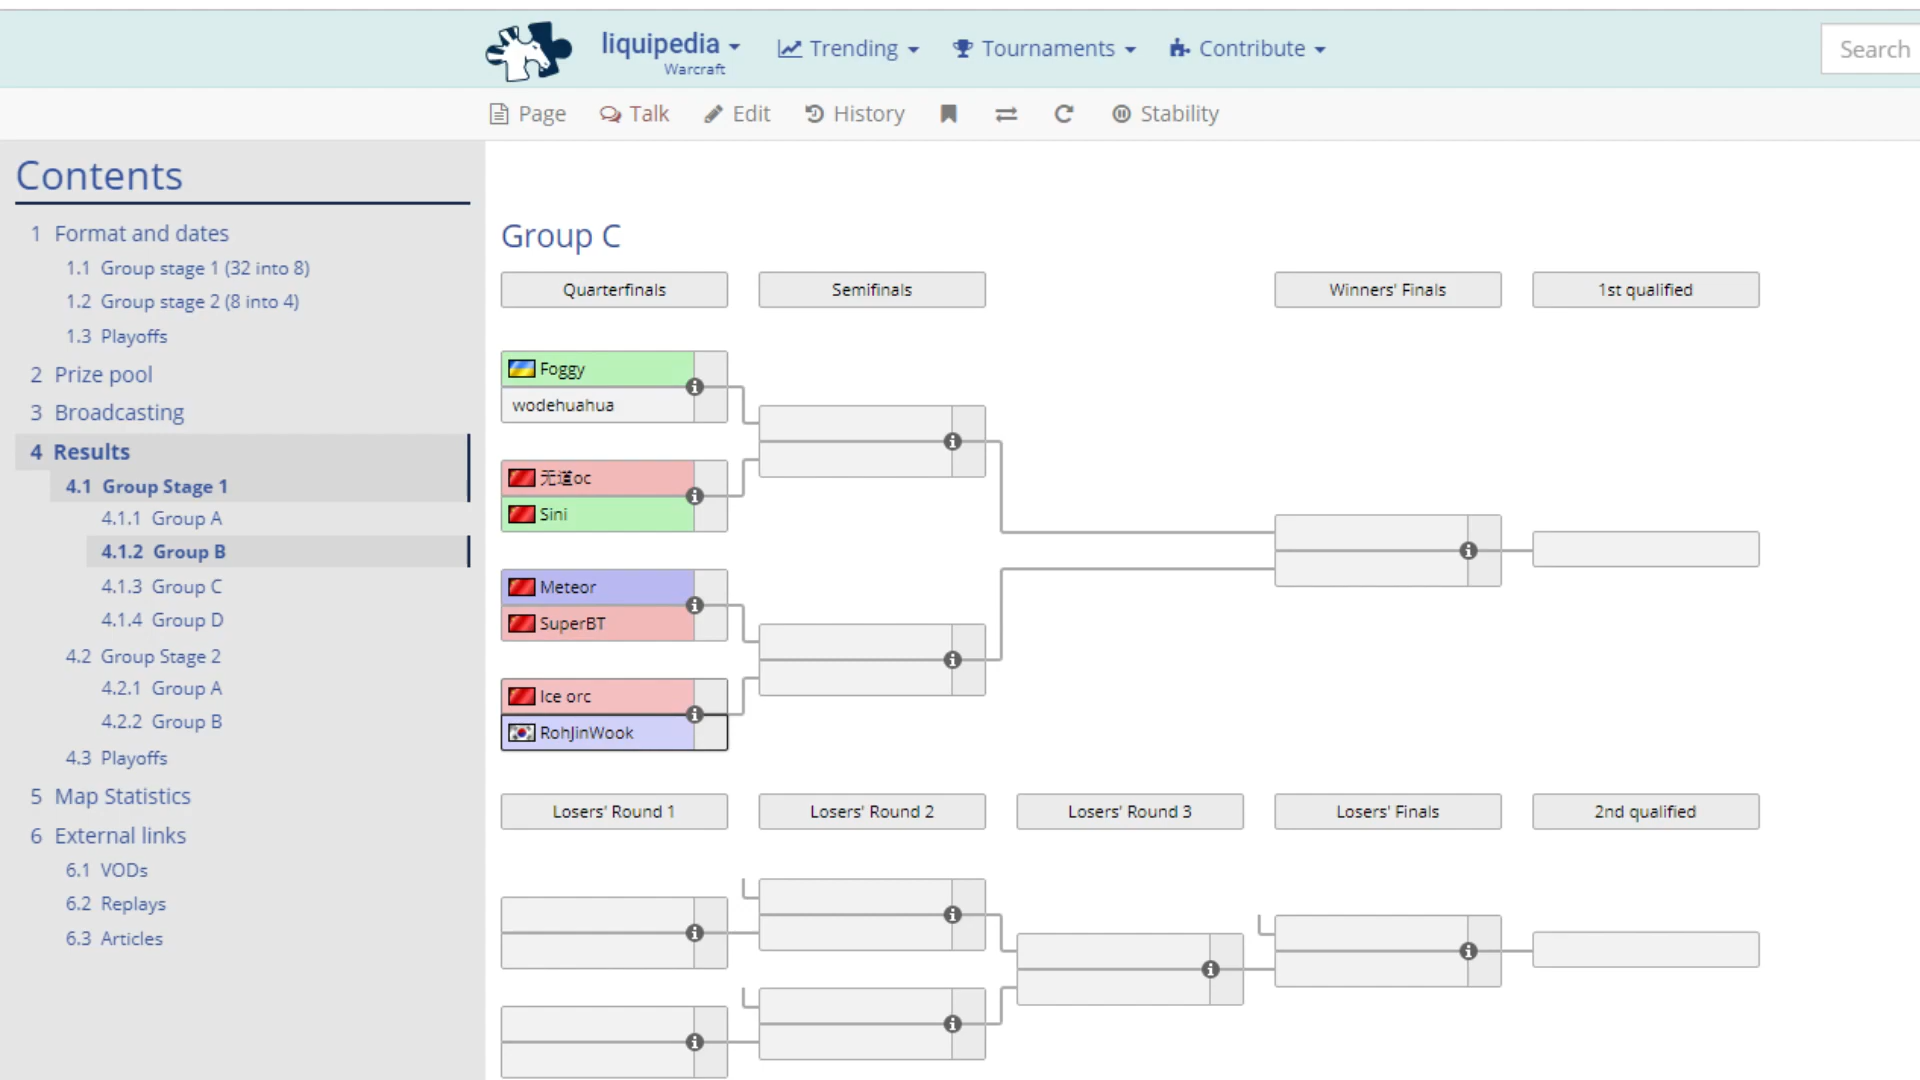 liquipedia
Warcraft
Trending
Tournaments
Contribute
Search
Page
Talk
Edit
History
Stability
Contents
1 Format and dates
1.1 Group stage 1 (32 into 8)
1.2 Group stage 2 (8 into 4)
1.3 Playoffs
2 Prize pool
3 Broadcasting
4 Results
4.1 Group Stage 1
4.1.1 Group A
4.1.2 Group B
4.1.3 Group C
4.1.4 Group D
4.2 Group Stage 2
4.2.1 Group A
4.2.2 Group B
4.3 Playoffs
5 Map Statistics
6 External links
6.1 VODs
6.2 Replays
6.3 Articles
Group C
Quarterfinals
Semifinals
Winners' Finals
1st qualified
Foggy
wodehuahua
无道oc
Sini
Meteor
SuperBT
Ice orc
RohJinWook
Losers' Round 1
Losers' Round 2
Losers' Round 3
Losers' Finals
2nd qualified